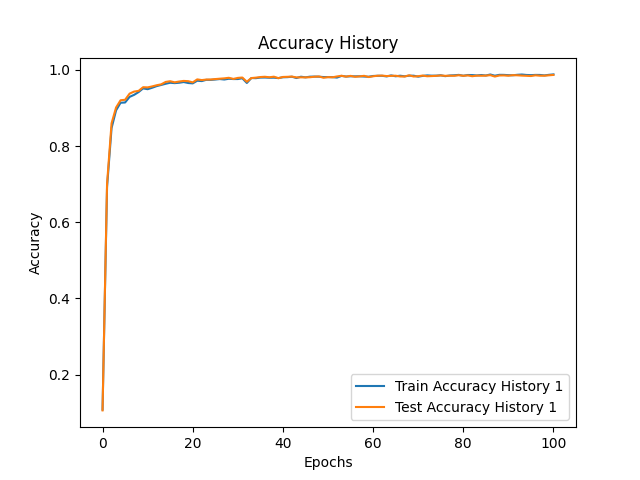 Accuracy History
1.0
0.8
0.6
0.4
0.2
Accuracy
0 20 40 60 80 100
Epochs
Train Accuracy History 1
Test Accuracy History 1